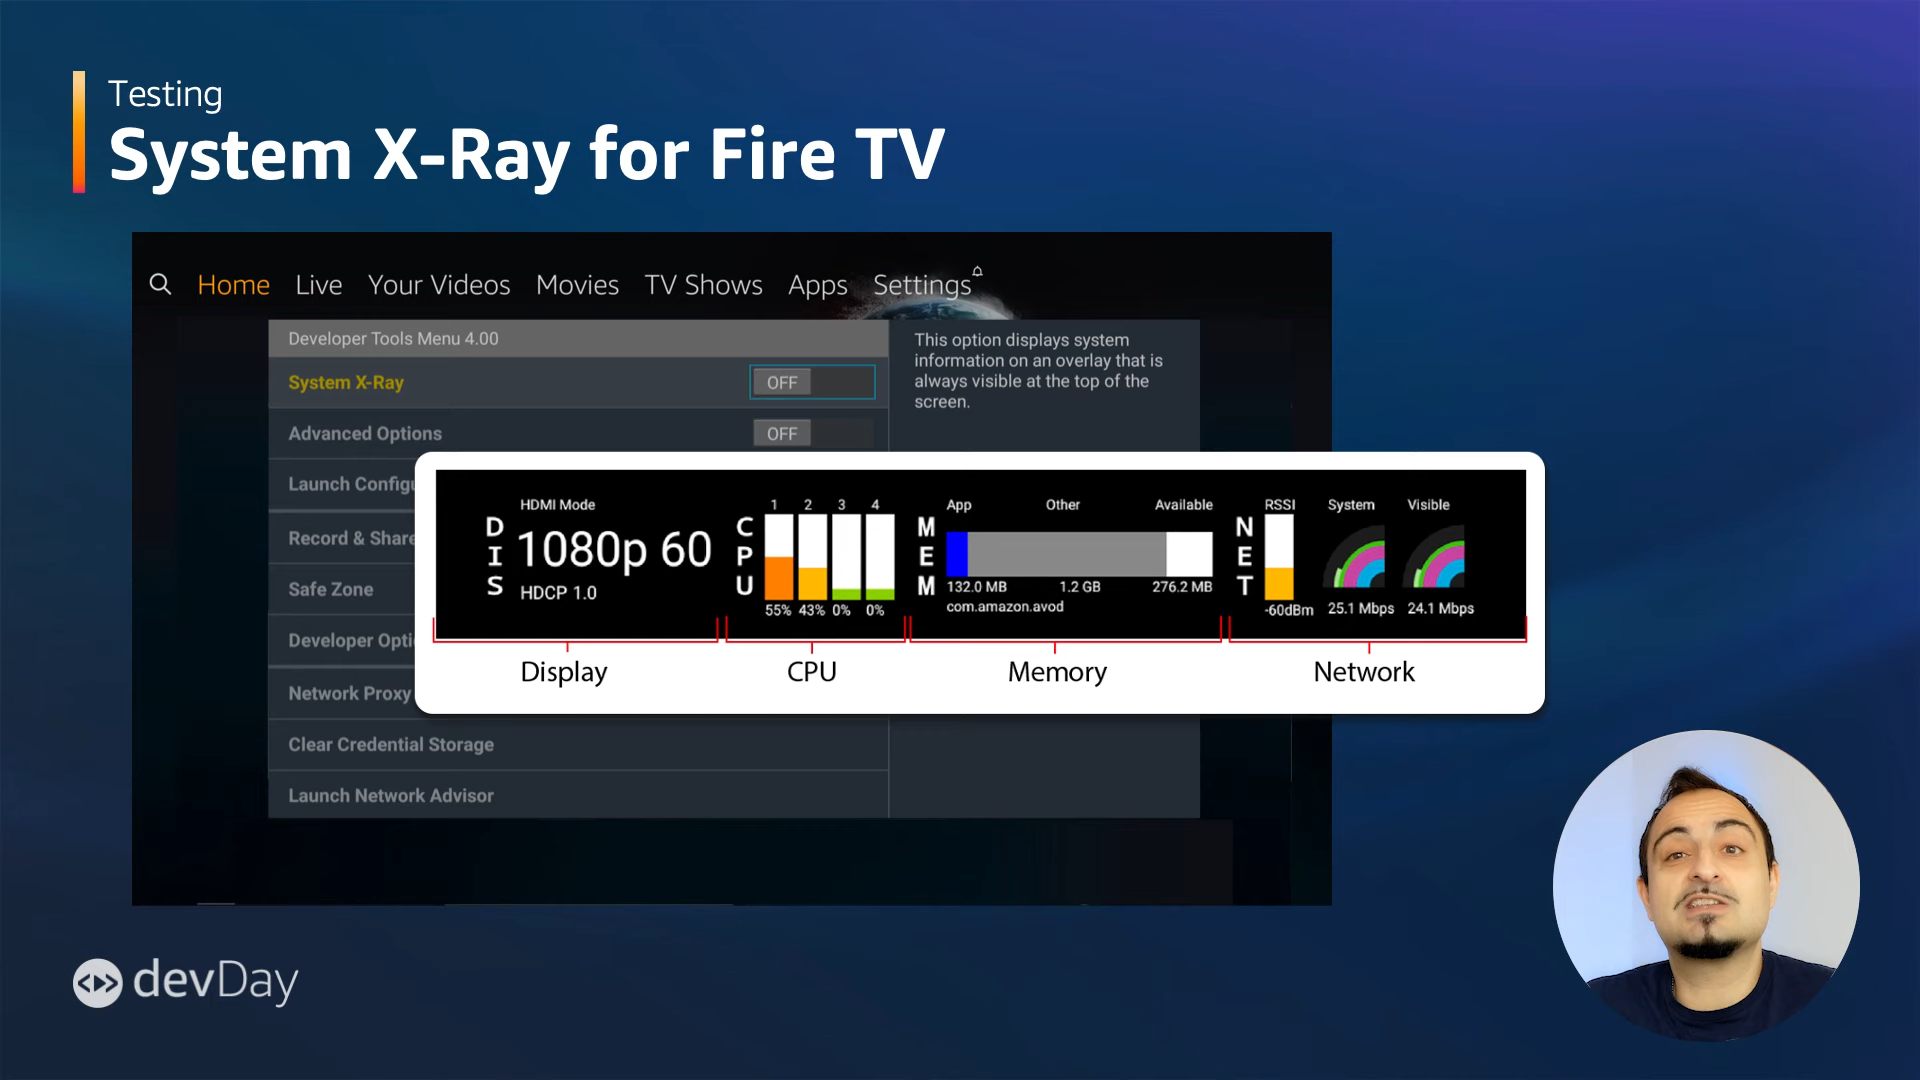 Testing
System X-Ray for Fire TV
Home Live Your Videos Movies TV Shows Apps Settings
Developer Tools Menu 4.00
System X-Ray OFF
Advanced Options OFF
This option displays system
information on an overlay that is
always visible at the top of the
screen.
Launch Config
Record & Share
Safe Zone
Developer Opti
Network Proxy
Clear Credential Storage
Launch Network Advisor
DIS
HDMI Mode
1080p 60
HDCP 1.0
CPU
1 2 3 4
55% 43% 0% 0%
MEM
App Other Available
132.0 MB 1.2 GB 276.2 MB
com.amazon.avod
NET
RSSI System Visible
-60dBm 25.1 Mbps 24.1 Mbps
Display CPU Memory Network
devDay